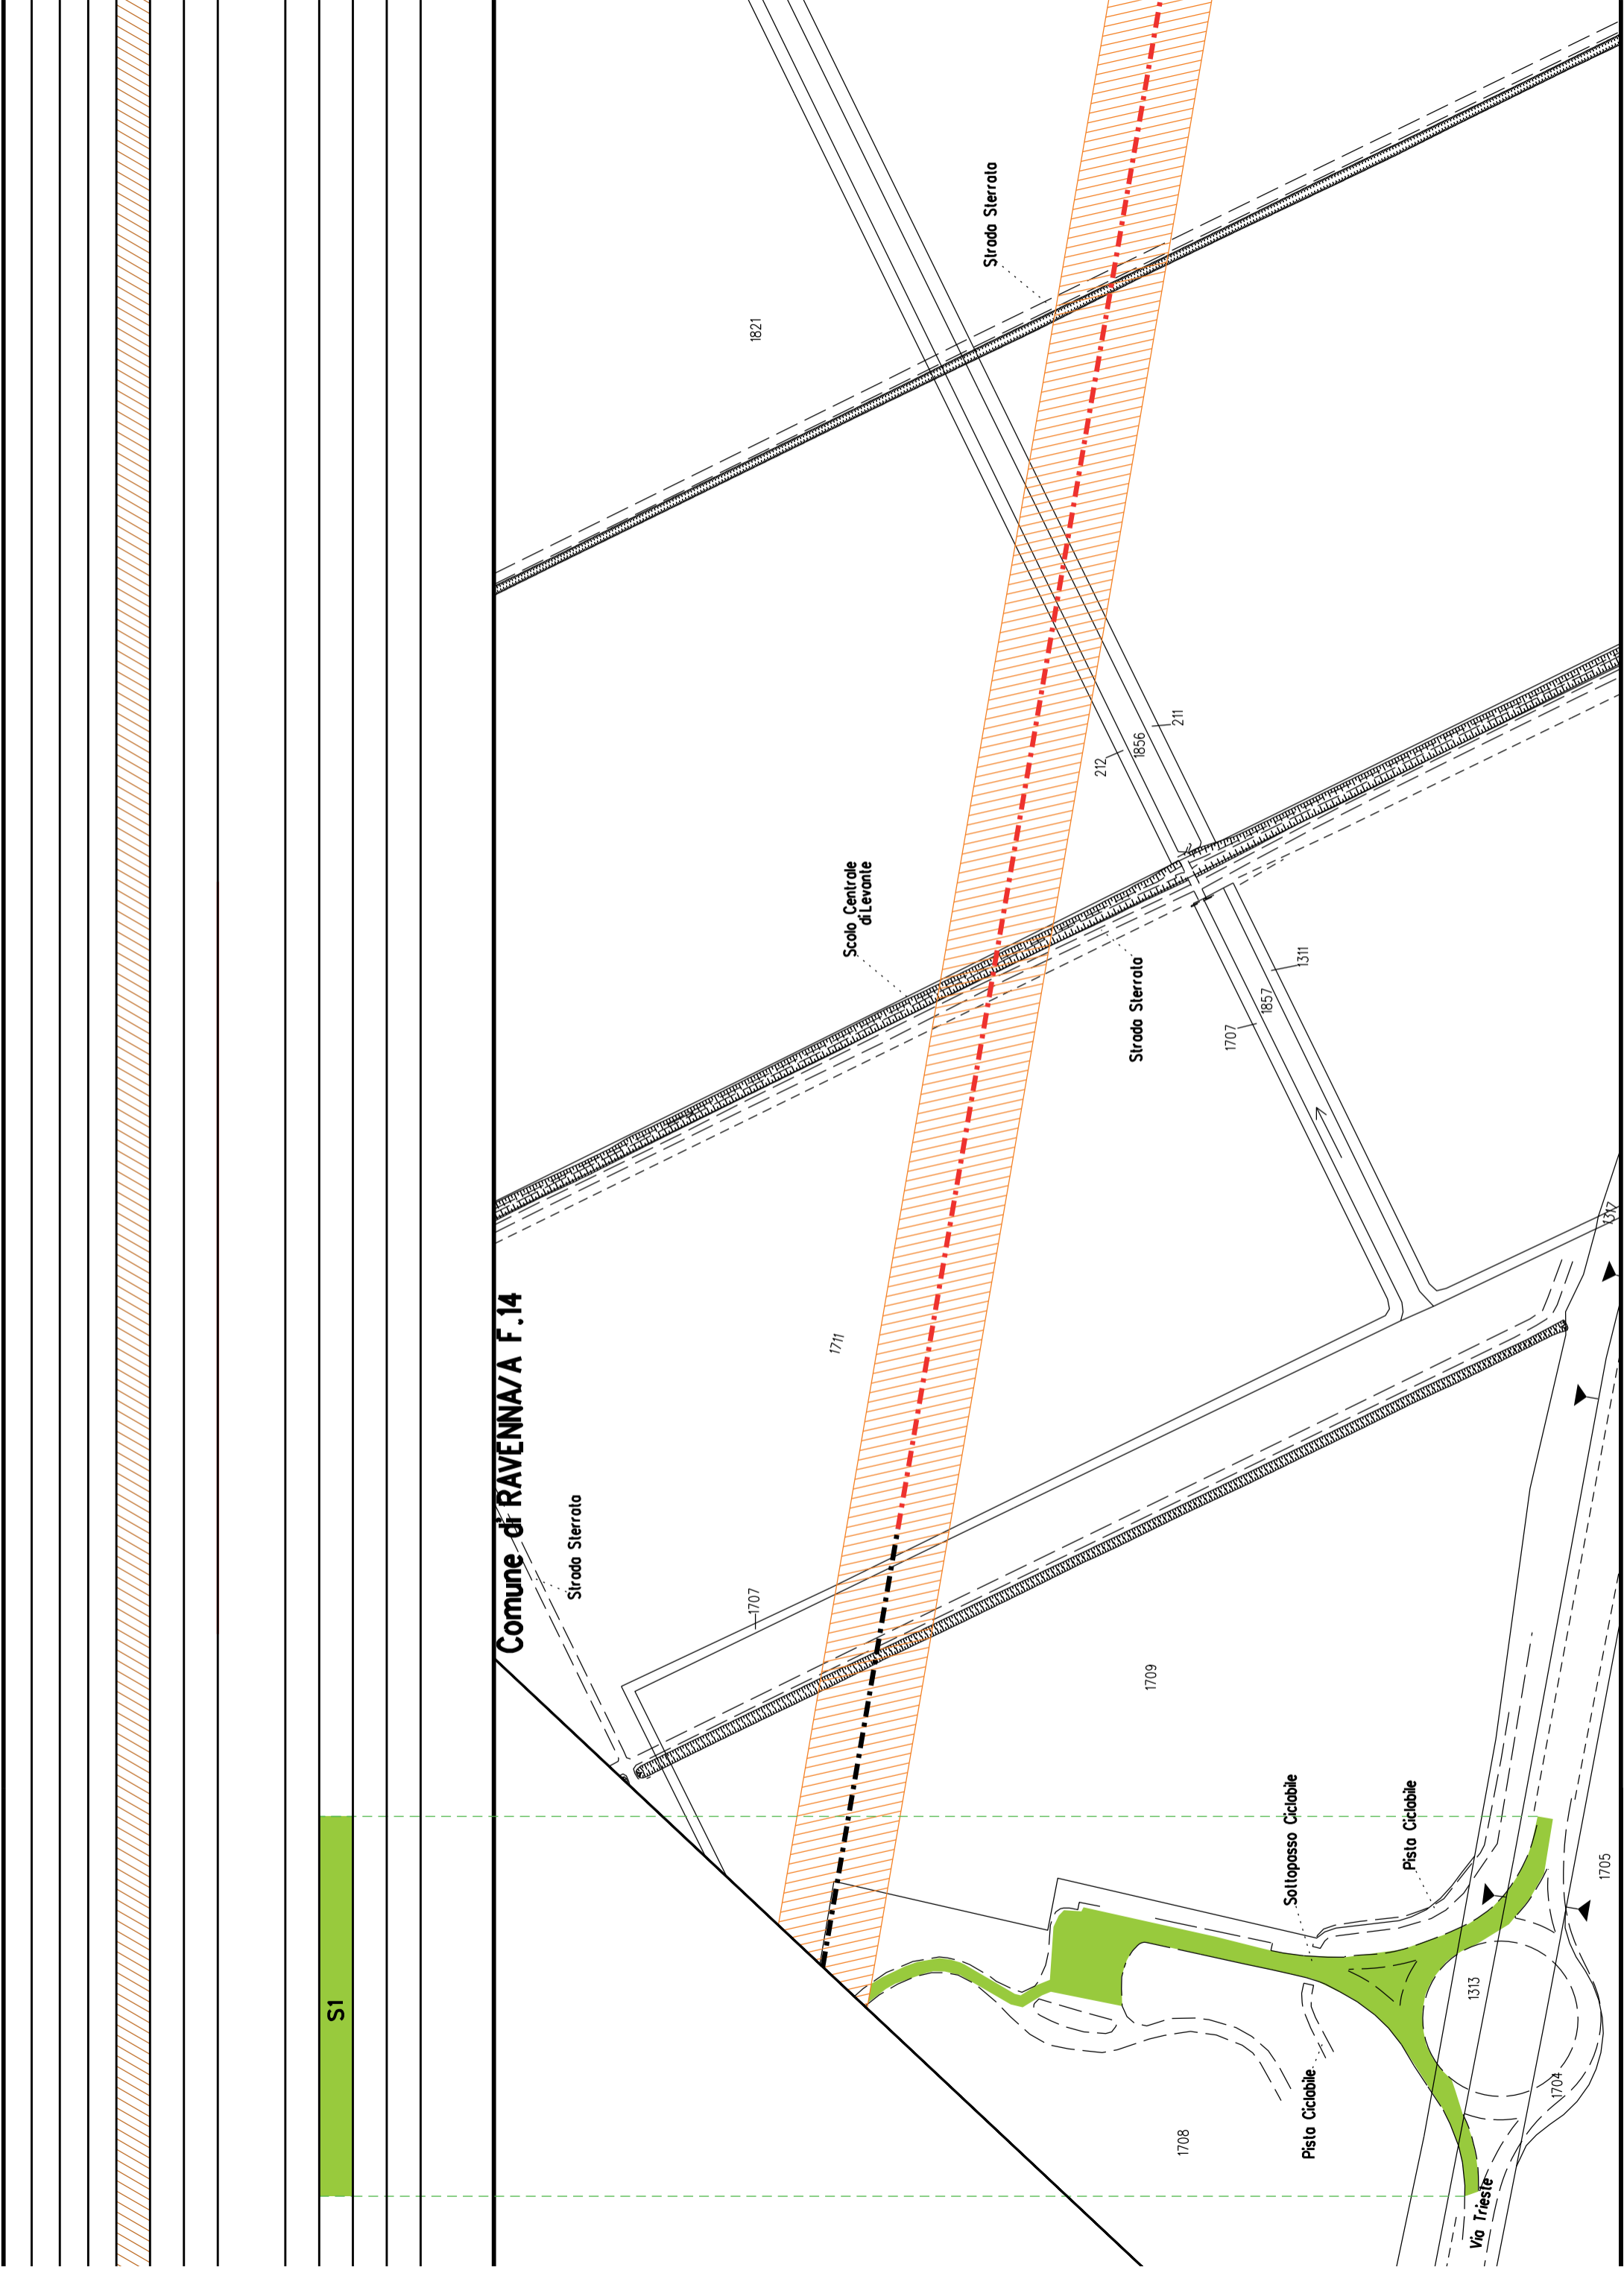 S1
Comune di RAVENNA/A F.14
Strada Sterrata
1707
1821
1711
Scolo Centrale
di Levante
Strada Sterrata
212
1856
211
Strada Sterrata
1707
1857
1311
1317
1709
1708
Sottopasso Ciclabile
Pista Ciclabile
Pista Ciclabile
1313
1704
1705
Via Trieste